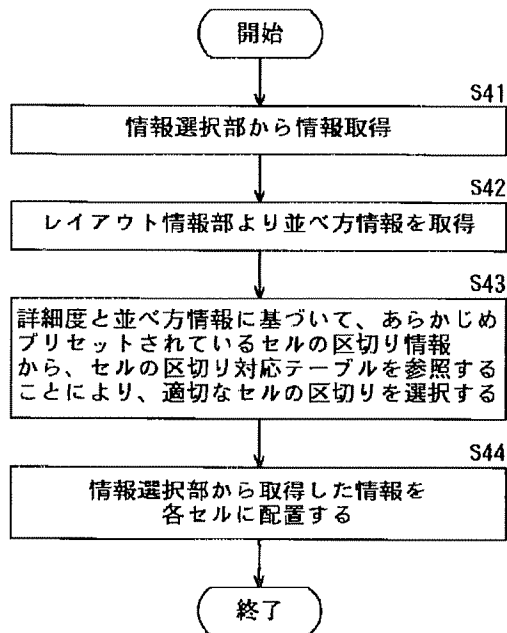 開始
S41
情報選択部から情報取得
S42
レイアウト情報部より並べ方情報を取得
S43
詳細度と並べ方情報に基づいて、あらかじめ
プリセットされているセルの区切り情報
から、セルの区切り対応テーブルを参照する
ことにより、適切なセルの区切りを選択する
S44
情報選択部から取得した情報を
各セルに配置する
終了